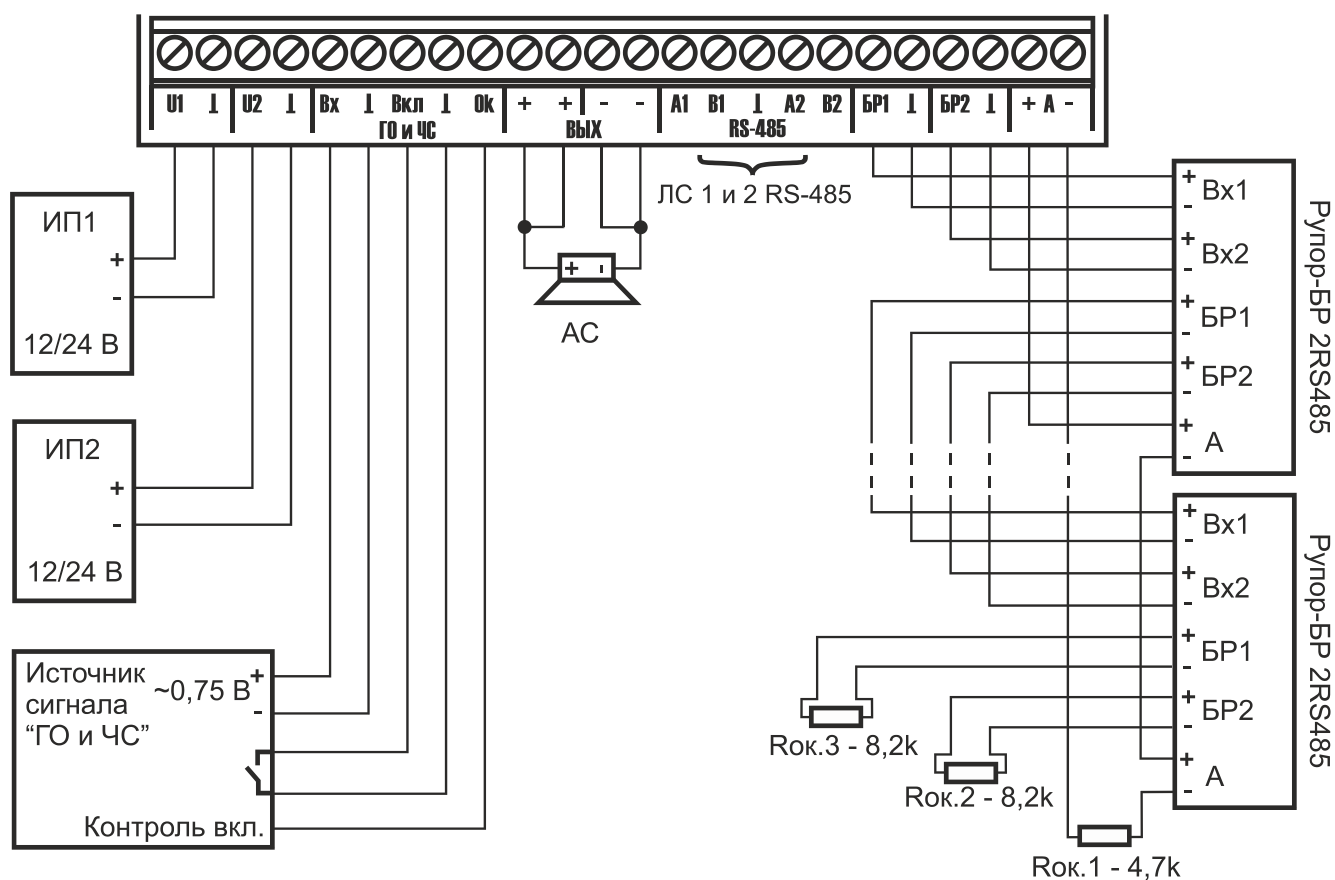 U1 ⊥ U2 ⊥ Вх ⊥ Вкл ⊥ Ok + + - - A1 B1 ⊥ A2 B2 БР1 ⊥ БР2 ⊥ + А -
ГО и ЧС ВЫХ RS-485
ЛС 1 и 2 RS-485
ИП1
+
-
12/24 В
ИП2
+
-
12/24 В
Источник
сигнала
“ГО и ЧС”
~0,75 В
+
-
Контроль вкл.
+ -
АС
+
Вх1
-
+
Вх2
-
+
БР1
-
+
БР2
-
+
А
-
Рупор-БР 2RS485
+
Вх1
-
+
Вх2
-
+
БР1
-
+
БР2
-
+
А
-
Рупор-БР 2RS485
Rок.3 - 8,2k
Rок.2 - 8,2k
Rок.1 - 4,7k